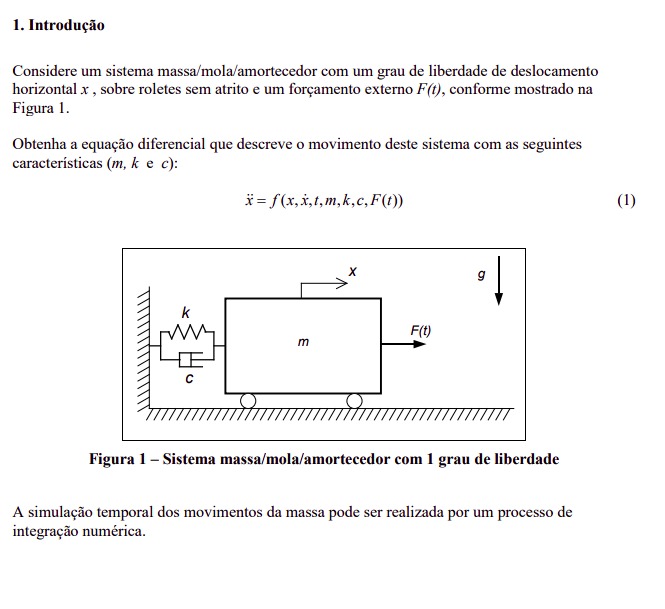 1. Introdução
Considere um sistema massa/mola/amortecedor com um grau de liberdade de deslocamento
horizontal x , sobre roletes sem atrito e um forçamento externo F(t), conforme mostrado na
Figura 1.
Obtenha a equação diferencial que descreve o movimento deste sistema com as seguintes
características (m, k e c):
ẍ = f(x, ẋ, t, m, k, c, F(t)) (1)
x
g
k
F(t)
m
c
Figura 1 – Sistema massa/mola/amortecedor com 1 grau de liberdade
A simulação temporal dos movimentos da massa pode ser realizada por um processo de
integração numérica.